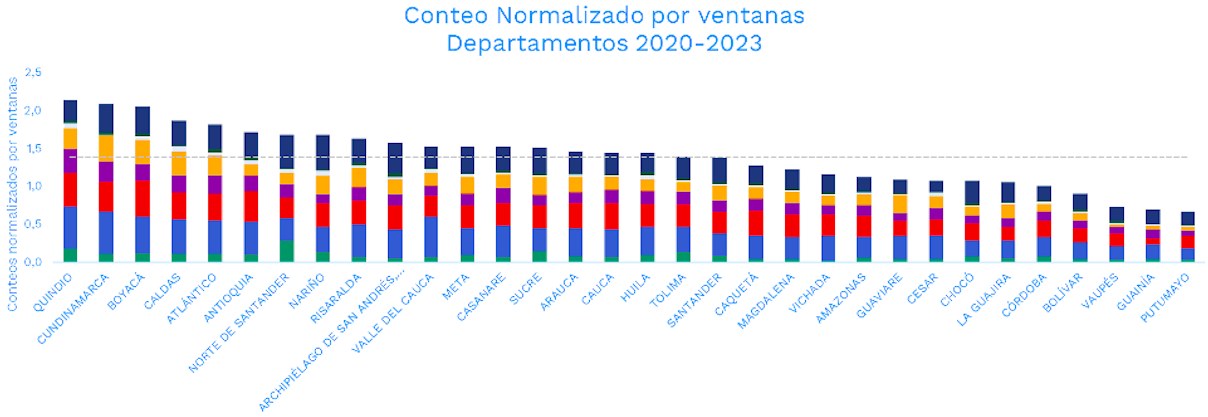 Conteo Normalizado por ventanas
Departamentos 2020-2023
Conteos normalizados por ventanas
2,5
2,0
1,5
1,0
0,5
0,0
QUINDIO
CUNDINAMARCA
BOYACÁ
CALDAS
ATLÁNTICO
ANTIOQUIA
NORTE DE SANTANDER
NARIÑO
RISARALDA
ARCHIPIÉLAGO DE SAN ANDRÉS,...
VALLE DEL CAUCA
META
CASANARE
SUCRE
ARAUCA
CAUCA
HUILA
TOLIMA
SANTANDER
CAQUETÁ
MAGDALENA
VICHADA
AMAZONAS
GUAVIARE
CESAR
CHOCÓ
LA GUAJIRA
CÓRDOBA
BOLÍVAR
VAUPÉS
GUAINÍA
PUTUMAYO